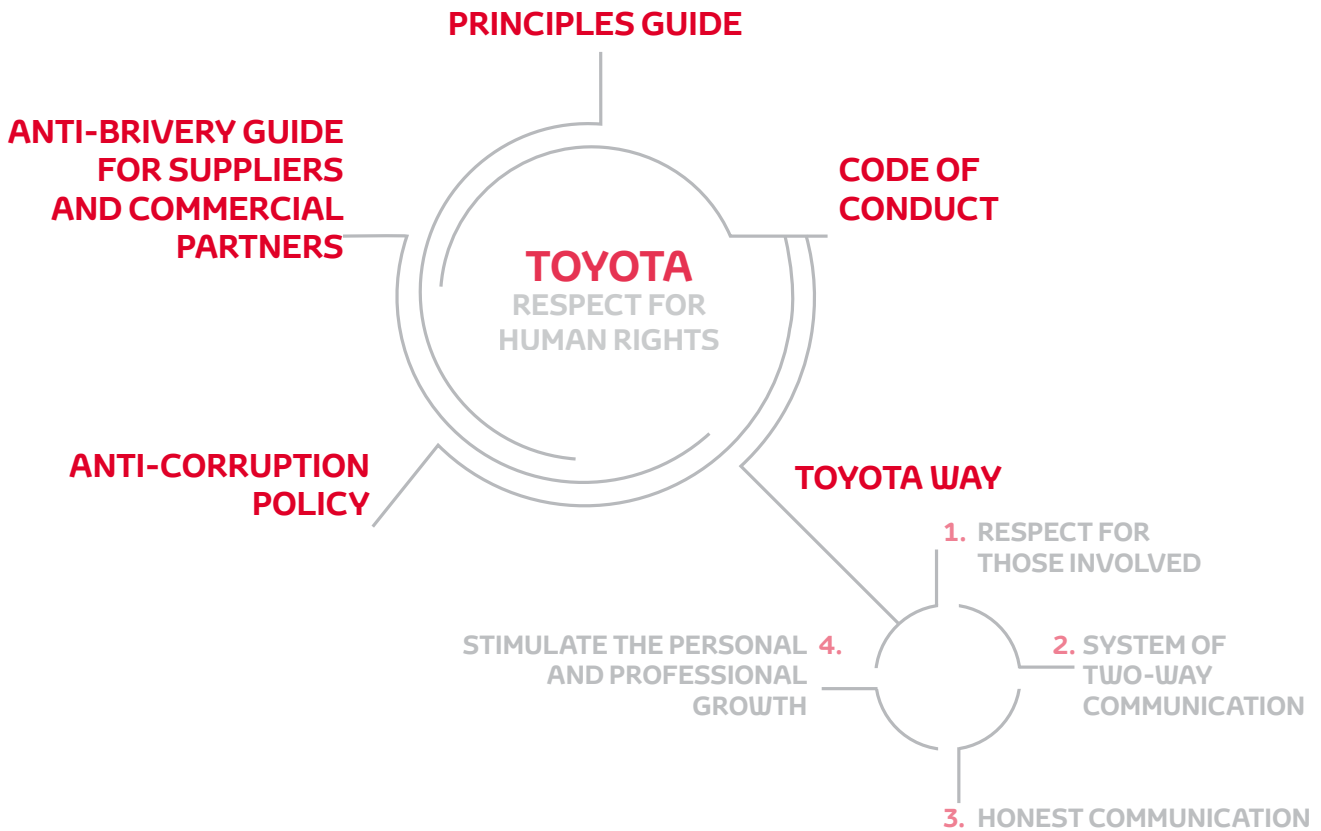 PRINCIPLES GUIDE
ANTI-BRIVERY GUIDE
FOR SUPPLIERS
AND COMMERCIAL
PARTNERS
CODE OF
CONDUCT
TOYOTA
RESPECT FOR
HUMAN RIGHTS
ANTI-CORRUPTION
POLICY
TOYOTA WAY
1. RESPECT FOR
THOSE INVOLVED
2. SYSTEM OF
TWO-WAY
COMMUNICATION
3. HONEST COMMUNICATION
STIMULATE THE PERSONAL 4.
AND PROFESSIONAL
GROWTH